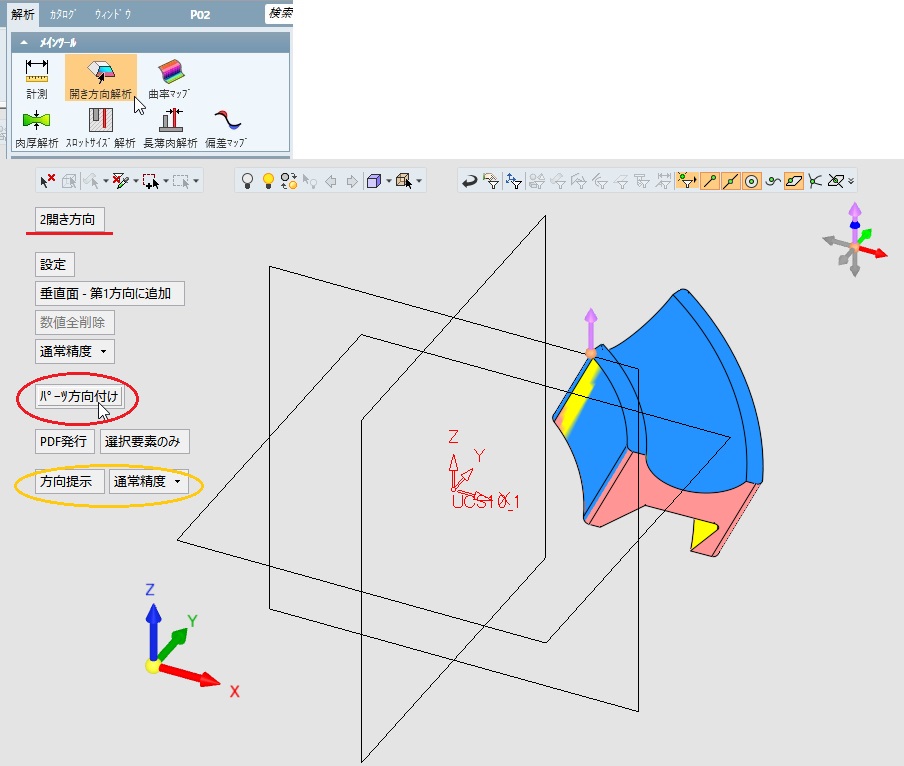 解析 ｶﾀﾛｸﾞ ｳｨﾝﾄﾞｳ P02 検索
ﾒｲﾝﾂｰﾙ
計測 開き方向解析 曲率ﾏｯﾌﾟ
肉厚解析 ｽﾛｯﾄｻｲｽﾞ解析 長薄肉解析 偏差ﾏｯﾌﾟ
2開き方向
設定
垂直面 - 第1方向に追加
数値全削除
通常精度
ﾊﾟｰﾂ方向付け
PDF発行 選択要素のみ
方向提示 通常精度
Z
Y
X
UCS10_1
Z
Y
X